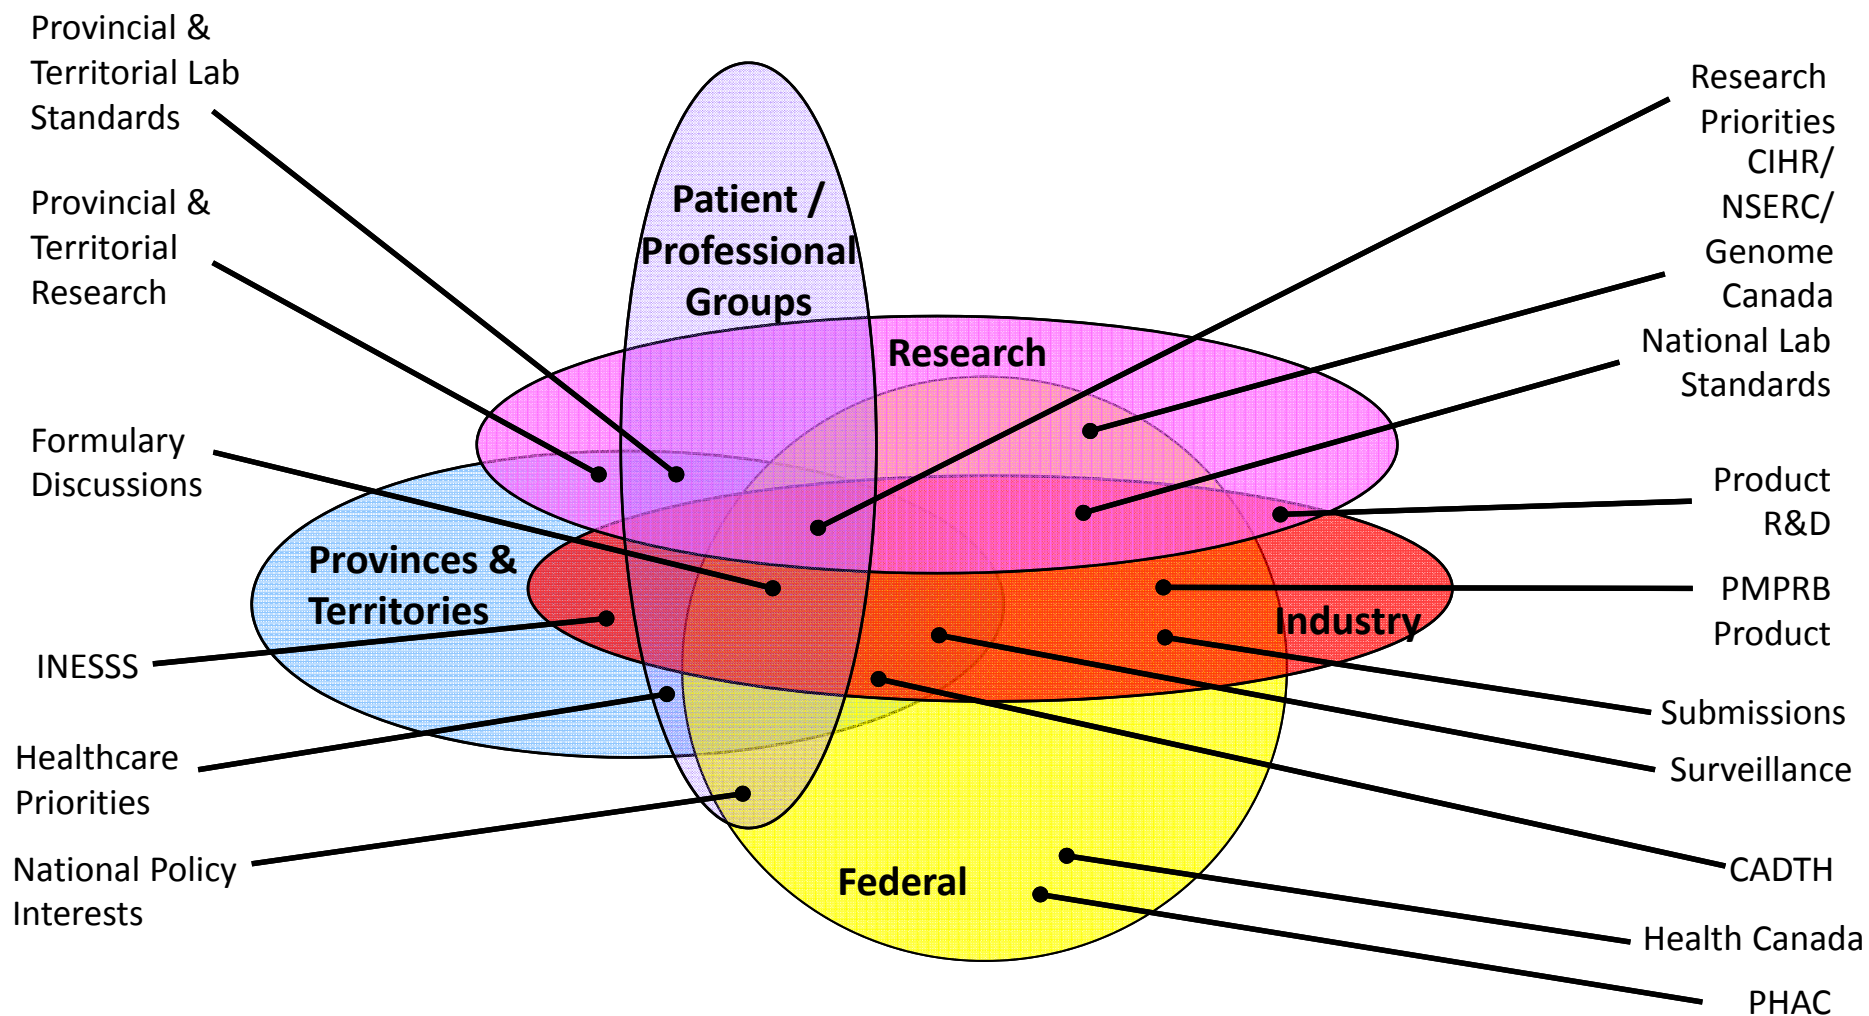 Provincial &
Territorial Lab
Standards
Provincial &
Territorial
Research
Formulary
Discussions
INESSS
Healthcare
Priorities
National Policy
Interests
Patient /
Professional
Groups
Research
Provinces &
Territories
Industry
Federal
Research
Priorities
CIHR/
NSERC/
Genome
Canada
National Lab
Standards
Product
R&D
PMPRB
Product
Submissions
Surveillance
CADTH
Health Canada
PHAC